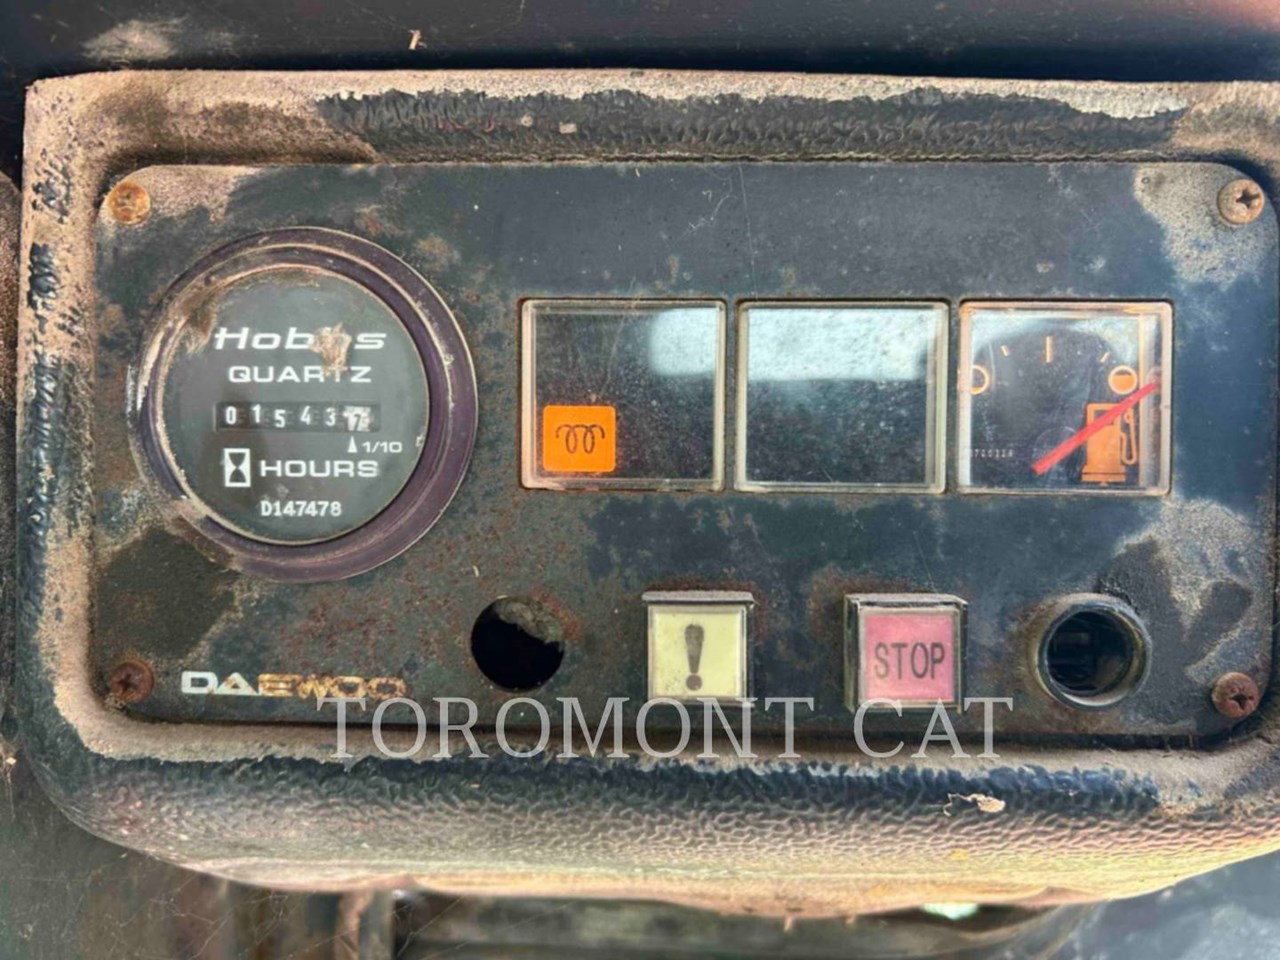 Hobbs
QUARTZ
015437
1/10
HOURS
D147478
!
STOP
DAEWOO
TOROMONT CAT